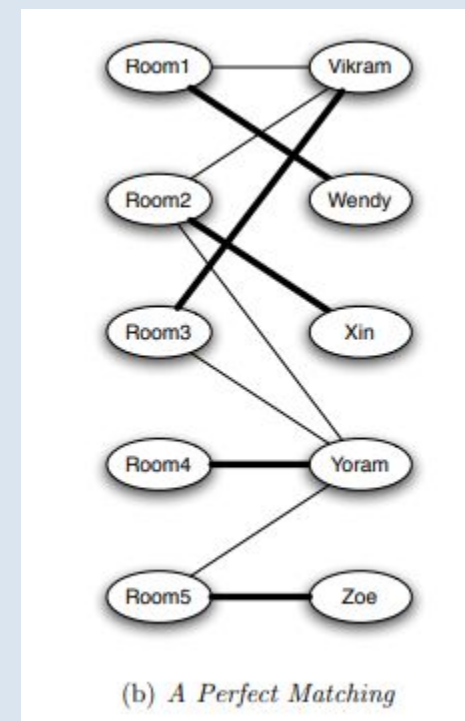 Room1 Vikram
Room2 Wendy
Room3 Xin
Room4 Yoram
Room5 Zoe
(b) A Perfect Matching